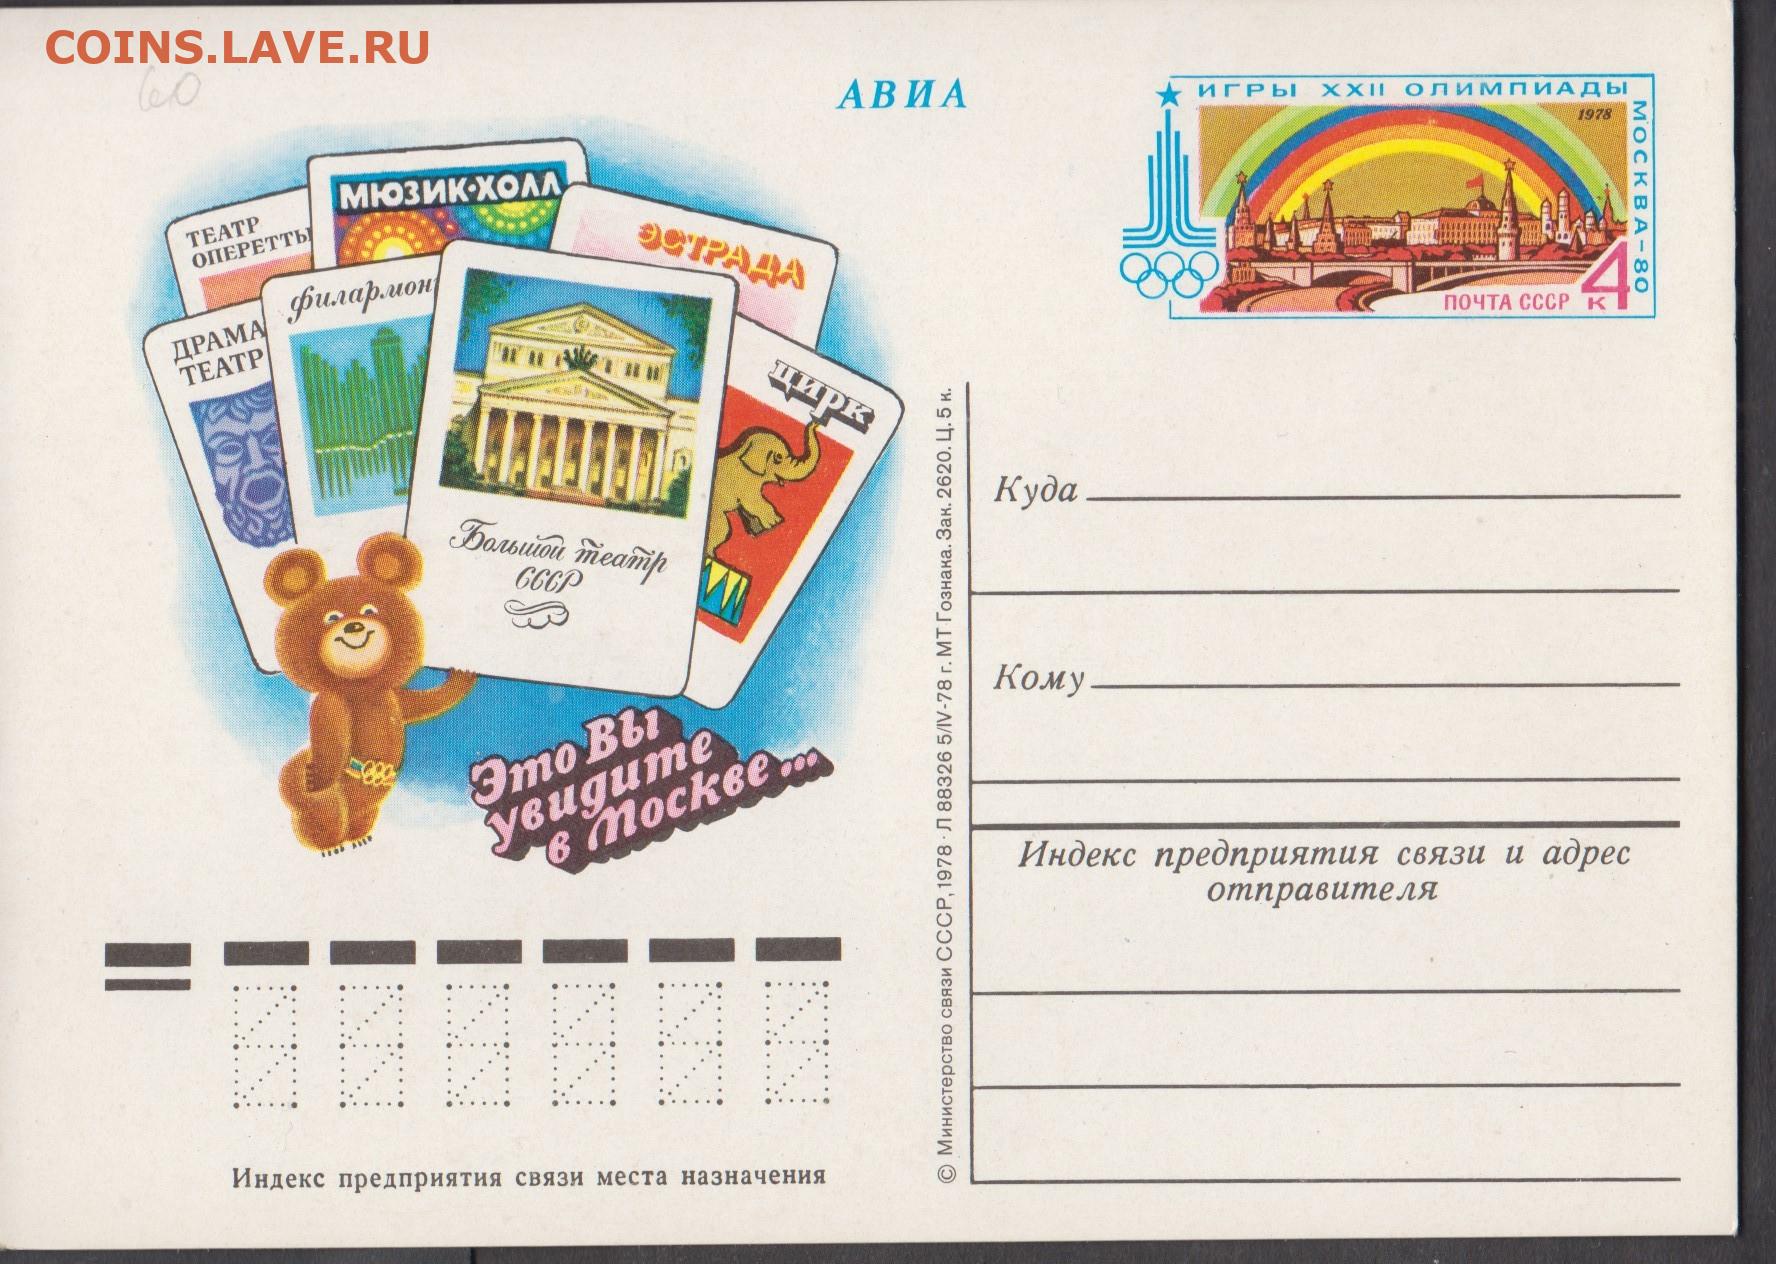 COINS.LAVE.RU
60
АВИА
ИГРЫ XXII ОЛИМПИАДЫ
МОСКВА-80
1978
ПОЧТА СССР
4
К
МЮЗИК-ХОЛЛ
ТЕАТР
ОПЕРЕТТЫ
ЭСТРАДА
филармон
ДРАМА
ТЕАТР
ЦИРК
Большой театр
СССР
Это Вы
увидите
в Москве...
Куда
Кому
Индекс предприятия связи и адрес
отправителя
© Министерство связи СССР, 1978 · Л 88326 5/IV-78 г. МТ Гознака. Зак. 2620. Ц. 5 к.
Индекс предприятия связи места назначения